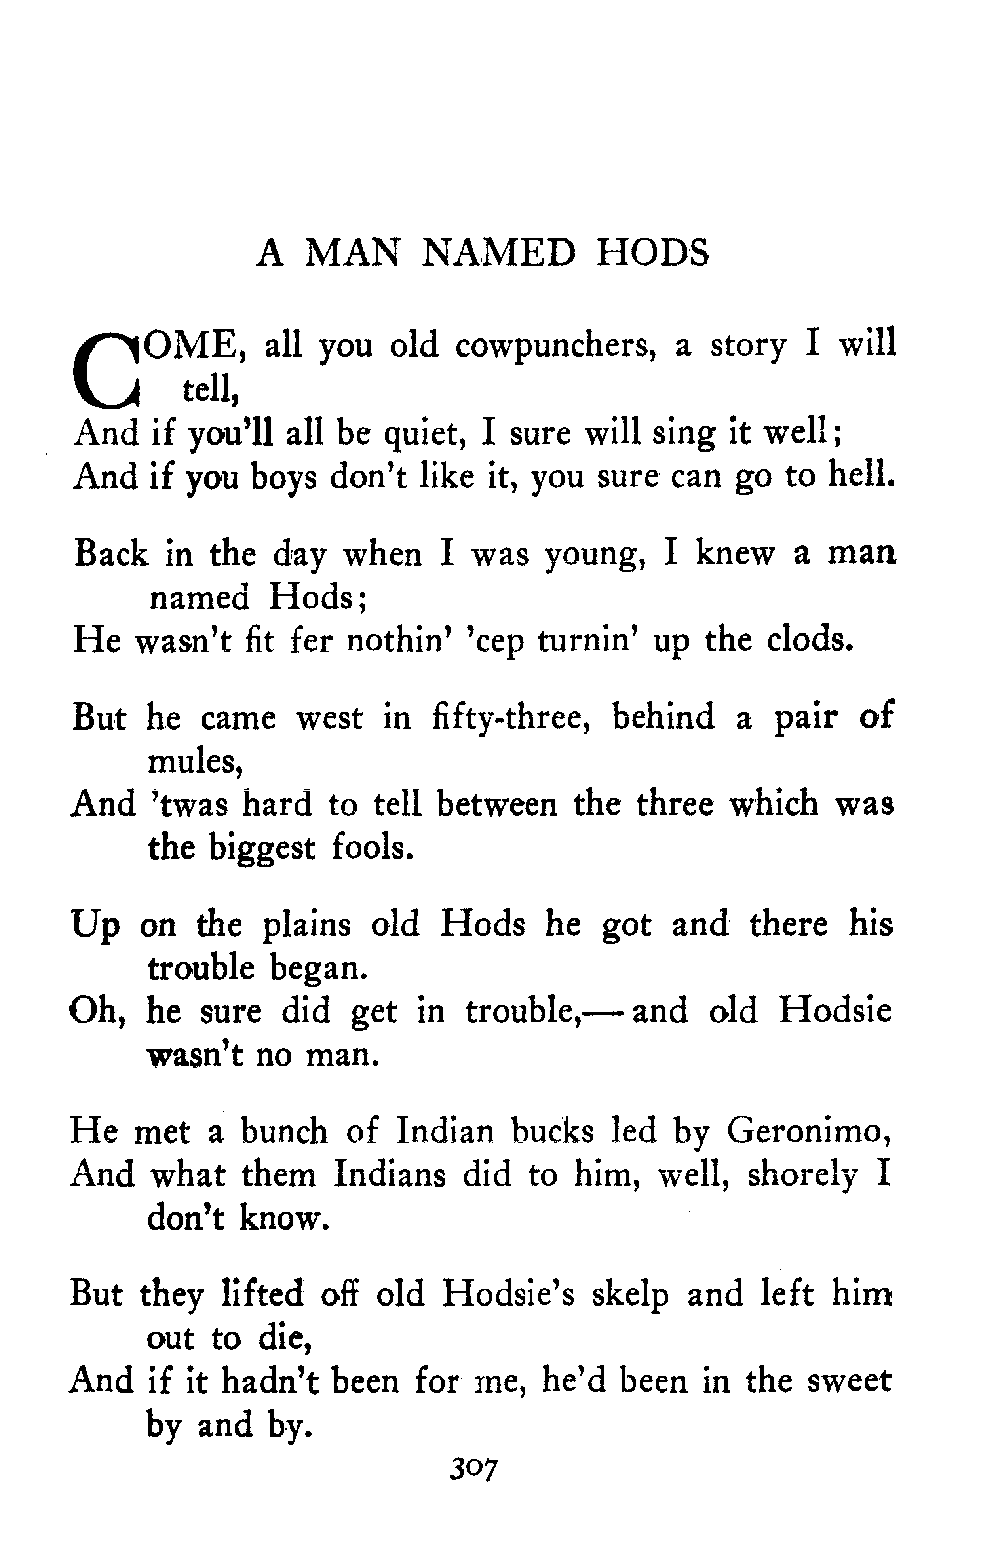 A MAN NAMED HODS
COME, all you old cowpunchers, a story I will
tell,
And if you'll all be quiet, I sure will sing it well;
And if you boys don't like it, you sure can go to hell.
Back in the day when I was young, I knew a man
named Hods;
He wasn't fit fer nothin' 'cep turnin' up the clods.
But he came west in fifty-three, behind a pair of
mules,
And 'twas hard to tell between the three which was
the biggest fools.
Up on the plains old Hods he got and there his
trouble began.
Oh, he sure did get in trouble,—and old Hodsie
wasn't no man.
He met a bunch of Indian bucks led by Geronimo,
And what them Indians did to him, well, shorely I
don't know.
But they lifted off old Hodsie's skelp and left him
out to die,
And if it hadn't been for me, he'd been in the sweet
by and by.
307